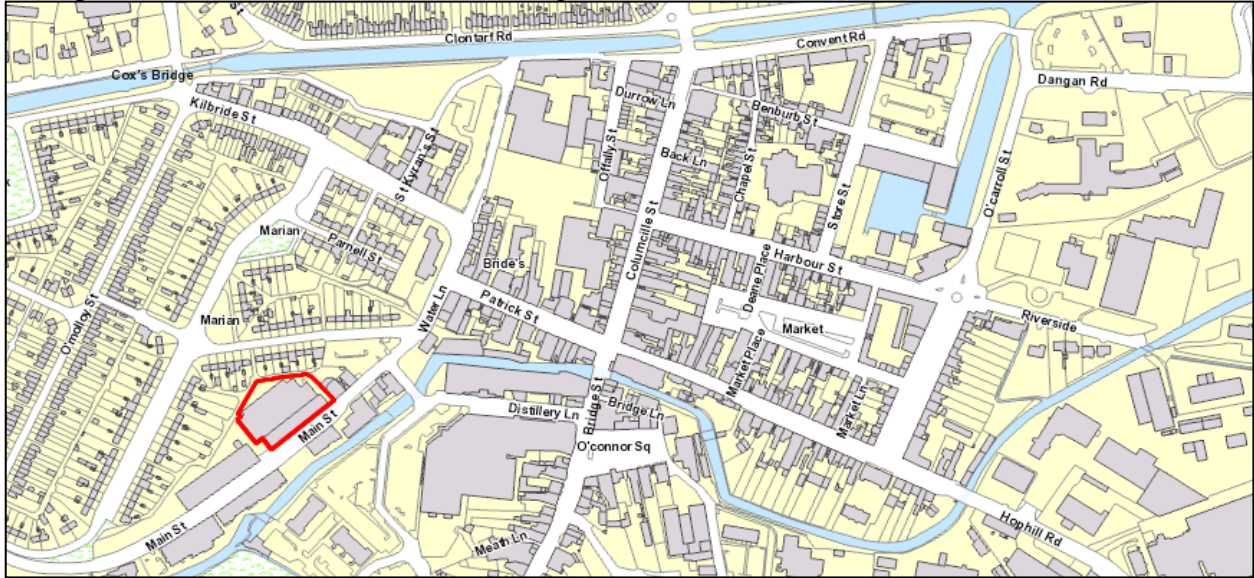 Clontarf Rd
Convent Rd
Cox's Bridge
Dangan Rd
Durrow Ln
Kilbride St
Benburb St
Offally St
Back Ln
St Kyran's St
Chapel St
Store St
O'carroll St
Marian
Parnell St
Columcille St
Harbour St
Bride's
Deane Place
Water Ln
Patrick St
O'molloy St
Marian
Market
Riverside
Market Place
Bridge St
Distillery Ln
Bridge Ln
Market Ln
Main St
O'connor Sq
Hophill Rd
Main St
Meath Ln